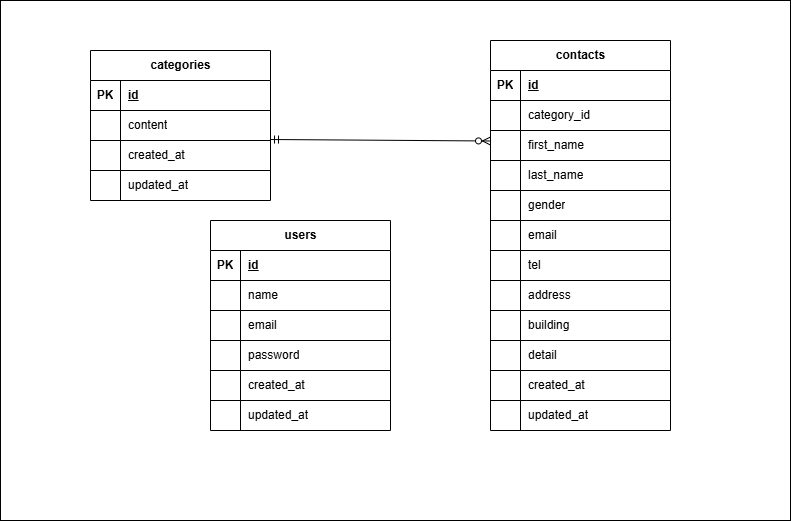 categories
PK id
content
created_at
updated_at
contacts
PK id
category_id
first_name
last_name
gender
email
tel
address
building
detail
created_at
updated_at
users
PK id
name
email
password
created_at
updated_at